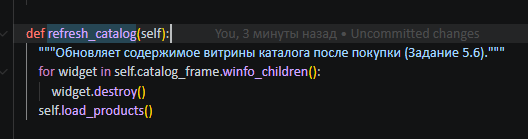 def refresh_catalog(self): You, 3 минуты назад • Uncommitted changes
"""Обновляет содержимое витрины каталога после покупки (Задание 5.6)."""
for widget in self.catalog_frame.winfo_children():
widget.destroy()
self.load_products()